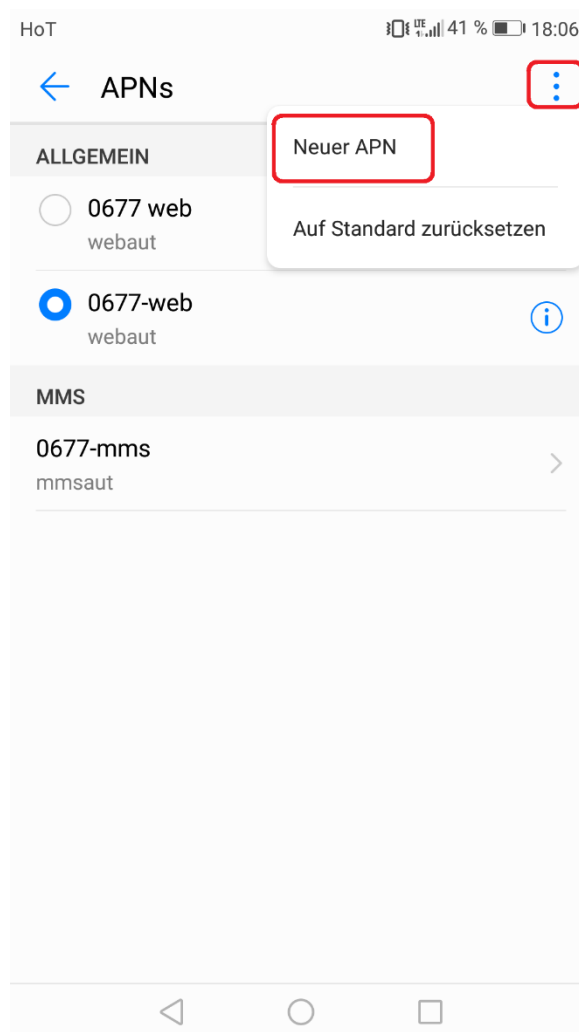 HoT LTE 41 % 18:06
APNs
Neuer APN
ALLGEMEIN
0677 web
webaut
Auf Standard zurücksetzen
0677-web
webaut
MMS
0677-mms
mmsaut